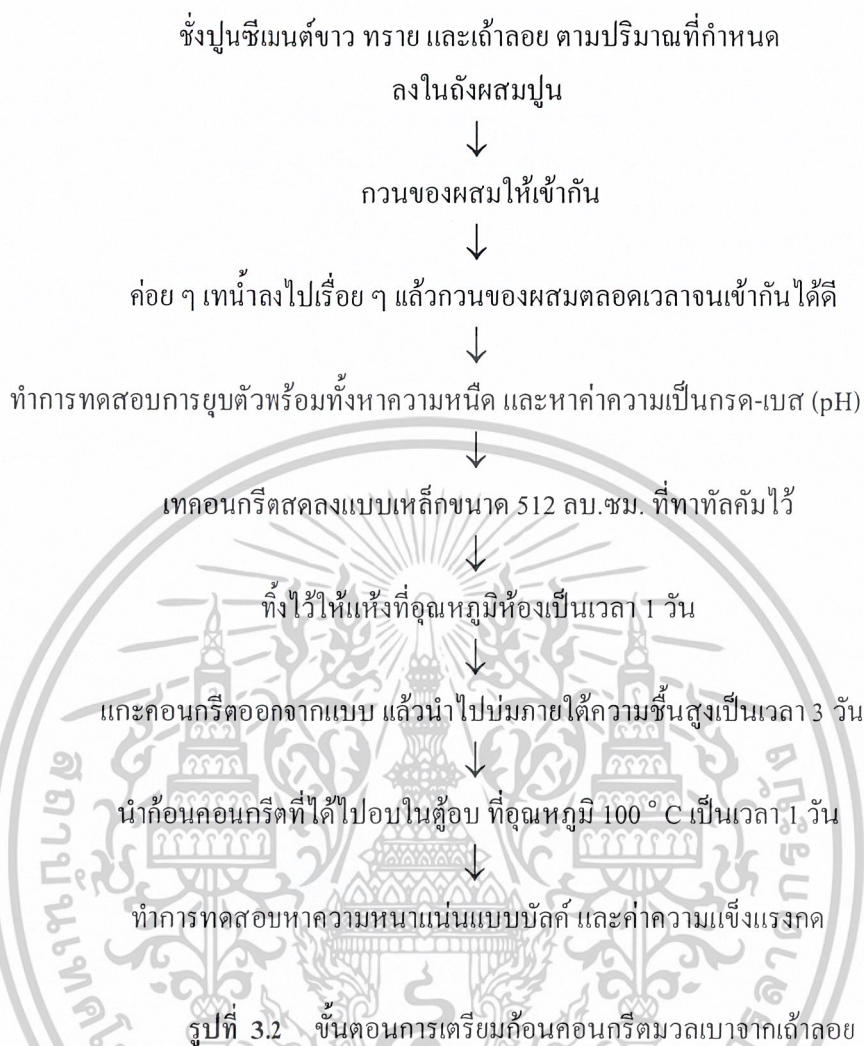 ชั่งปูนซีเมนต์ขาว ทราย และเถ้าลอย ตามปริมาณที่กำหนด
ลงในถังผสมปูน
↓
กวนของผสมให้เข้ากัน
↓
ค่อย ๆ เทน้ำลงไปเรื่อย ๆ แล้วกวนของผสมตลอดเวลาจนเข้ากันได้ดี
↓
ทำการทดสอบการยุบตัวพร้อมทั้งหาความหนืด และหาค่าความเป็นกรด-เบส (pH)
↓
เทคอนกรีตสดลงแบบเหล็กขนาด 512 ลบ.ซม. ที่ทาทัลคัมไว้
↓
ทิ้งไว้ให้แห้งที่อุณหภูมิห้องเป็นเวลา 1 วัน
↓
แกะคอนกรีตออกจากแบบ แล้วนำไปบ่มภายใต้ความชื้นสูงเป็นเวลา 3 วัน
↓
นำก้อนคอนกรีตที่ได้ไปอบในตู้อบ ที่อุณหภูมิ 100 ° C เป็นเวลา 1 วัน
↓
ทำการทดสอบหาความหนาแน่นแบบบัลค์ และค่าความแข็งแรงกด
รูปที่ 3.2 ขั้นตอนการเตรียมก้อนคอนกรีตมวลเบาจากเถ้าลอย